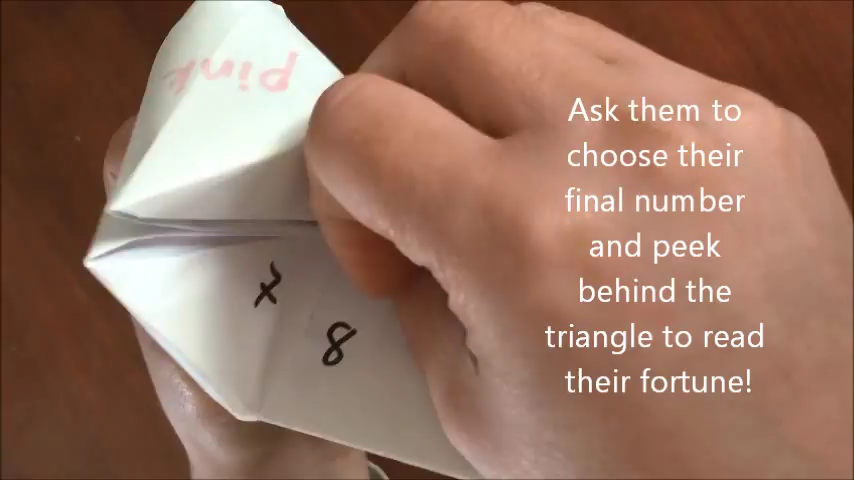 pink
7
8
Ask them to
choose their
final number
and peek
behind the
triangle to read
their fortune!